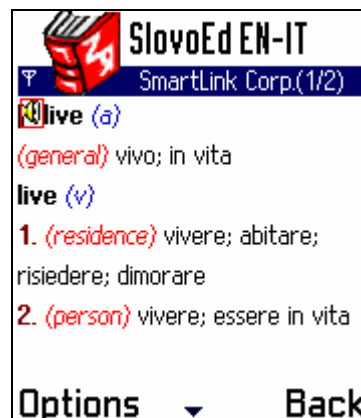 SlovoEd EN-IT
SmartLink Corp.(1/2)
live (a)
(general) vivo; in vita
live (v)
1. (residence) vivere; abitare;
risiedere; dimorare
2. (person) vivere; essere in vita
Options Back